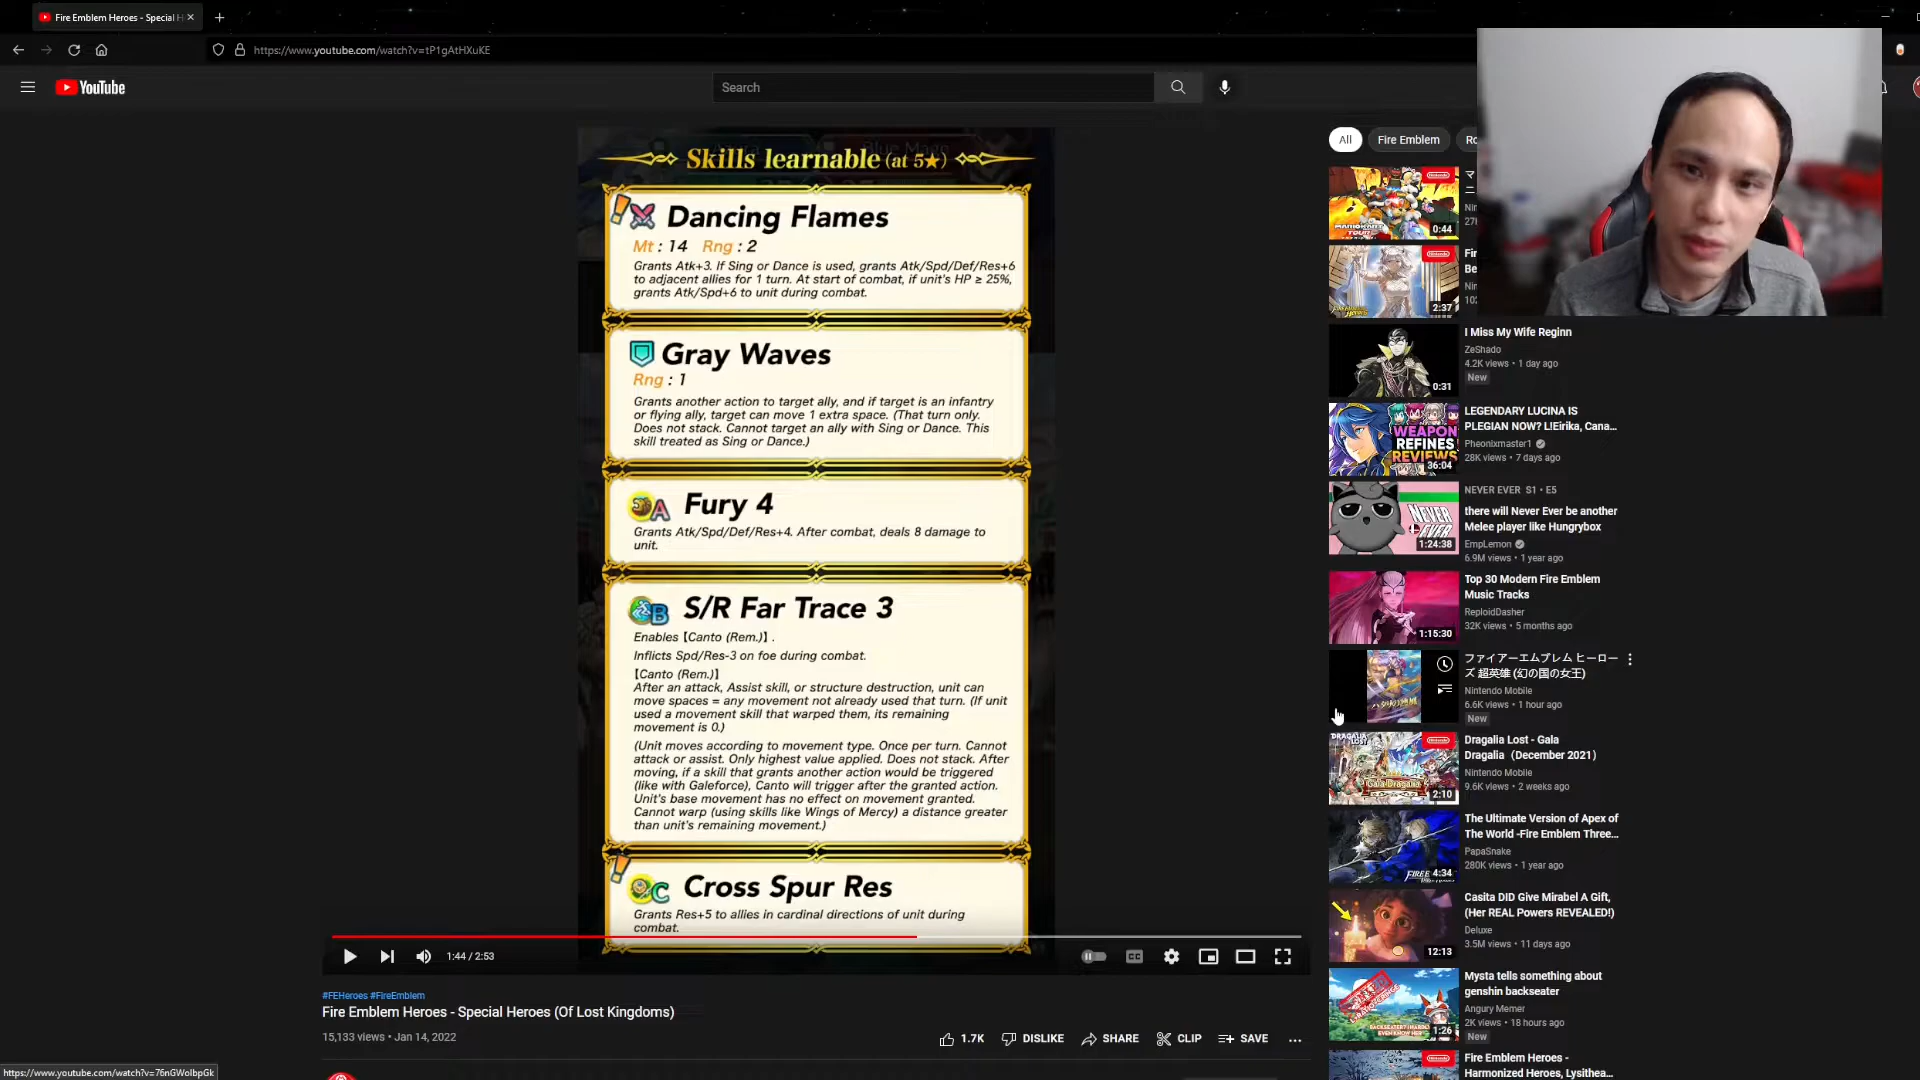 Fire Emblem Heroes - Special H
https://www.youtube.com/watch?v=tP1gAtHXuKE
YouTube
Search
Skills learnable (at 5★)
Dancing Flames
Mt : 14 Rng : 2
Grants Atk+3. If Sing or Dance is used, grants Atk/Spd/Def/Res+6
to adjacent allies for 1 turn. At start of combat, if unit's HP ≥ 25%,
grants Atk/Spd+6 to unit during combat.
Gray Waves
Rng : 1
Grants another action to target ally, and if target is an infantry
or flying ally, target can move 1 extra space. (That turn only.
Does not stack. Cannot target an ally with Sing or Dance. This
skill treated as Sing or Dance.)
A
Fury 4
Grants Atk/Spd/Def/Res+4. After combat, deals 8 damage to
unit.
B
S/R Far Trace 3
Enables 【Canto (Rem.)】 .
Inflicts Spd/Res-3 on foe during combat.
【Canto (Rem.)】
After an attack, Assist skill, or structure destruction, unit can
move spaces = any movement not already used that turn. (If unit
used a movement skill that warped them, its remaining
movement is 0.)
(Unit moves according to movement type. Once per turn. Cannot
attack or assist. Only highest value applied. Does not stack. After
moving, if a skill that grants another action would be triggered
(like with Galeforce), Canto will trigger after the granted action.
Unit's base movement has no effect on movement granted.
Cannot warp (using skills like Wings of Mercy) a distance greater
than unit's remaining movement.)
C
Cross Spur Res
Grants Res+5 to allies in cardinal directions of unit during
combat.
1:44 / 2:53
CC
#FEHeroes #FireEmblem
Fire Emblem Heroes - Special Heroes (Of Lost Kingdoms)
15,133 views • Jan 14, 2022
1.7K
DISLIKE
SHARE
CLIP
SAVE
All
Fire Emblem
Ro
マ
ニ
Nin
27K
0:44
Fir
Be
Nin
102
2:37
I Miss My Wife Reginn
ZeShado
4.2K views • 1 day ago
New
0:31
LEGENDARY LUCINA IS
PLEGIAN NOW? L!Eirika, Cana...
Pheonixmaster1
28K views • 7 days ago
WEAPON
REFINES
REVIEWS
36:04
NEVER EVER S1 • E5
there will Never Ever be another
Melee player like Hungrybox
EmpLemon
6.9M views • 1 year ago
NEVER
EVER
1:24:38
Top 30 Modern Fire Emblem
Music Tracks
ReploidDasher
32K views • 5 months ago
1:15:30
ファイアーエムブレム ヒーロー
ズ 超英雄 (幻の国の女王)
Nintendo Mobile
6.6K views • 1 hour ago
New
Dragalia Lost - Gala
Dragalia（December 2021）
Nintendo Mobile
9.6K views • 2 weeks ago
DRAGALIA
LOST
Gala Dragalia
2:10
The Ultimate Version of Apex of
The World -Fire Emblem Three...
PapaSnake
280K views • 1 year ago
4:34
Casita DID Give Mirabel A Gift,
(Her REAL Powers REVEALED!)
Deluxe
3.5M views • 11 days ago
12:13
Mysta tells something about
genshin backseater
Angury Memer
2K views • 18 hours ago
New
1:26
Fire Emblem Heroes -
Harmonized Heroes, Lysithea...
https://www.youtube.com/watch?v=76nGWolbpGk